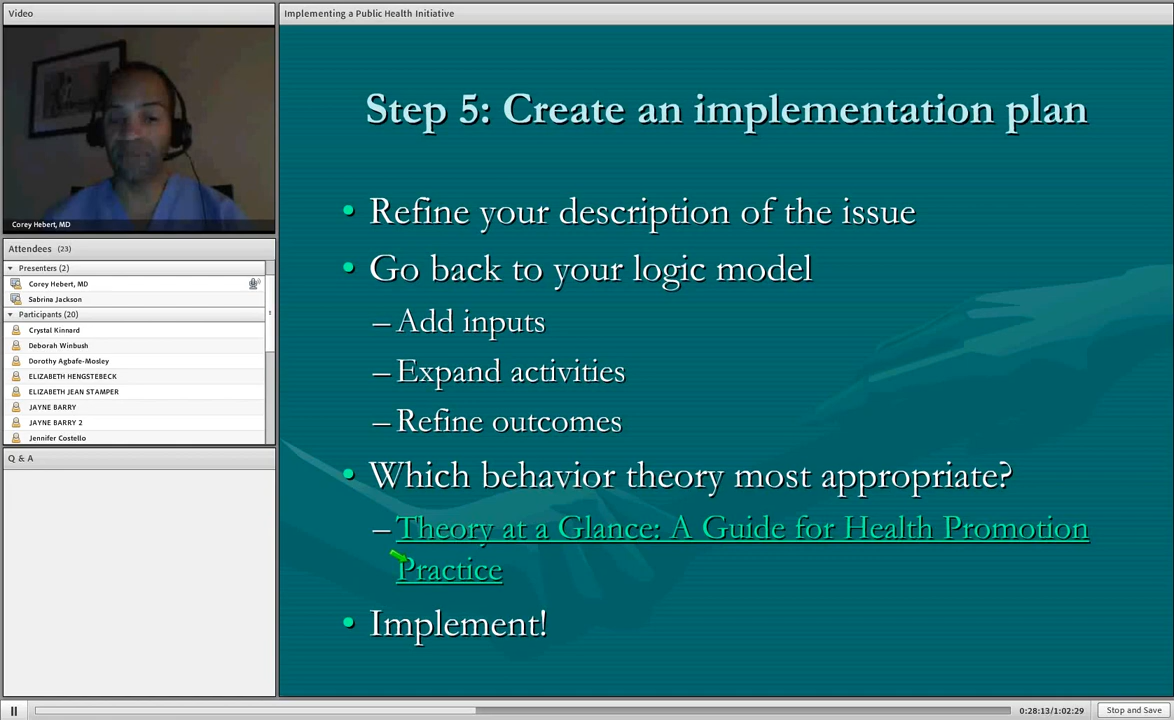 Video
Corey Hebert, MD
Attendees (23)
Presenters (2)
Corey Hebert, MD
Sabrina Jackson
Participants (20)
Crystal Kinnard
Deborah Winbush
Dorothy Agbafe-Mosley
ELIZABETH HENGSTEBECK
ELIZABETH JEAN STAMPER
JAYNE BARRY
JAYNE BARRY 2
Jennifer Costello
Q & A
Implementing a Public Health Initiative
Step 5: Create an implementation plan
• Refine your description of the issue
• Go back to your logic model
– Add inputs
– Expand activities
– Refine outcomes
• Which behavior theory most appropriate?
– Theory at a Glance: A Guide for Health Promotion
Practice
• Implement!
0:28:13/1:02:29
Stop and Save